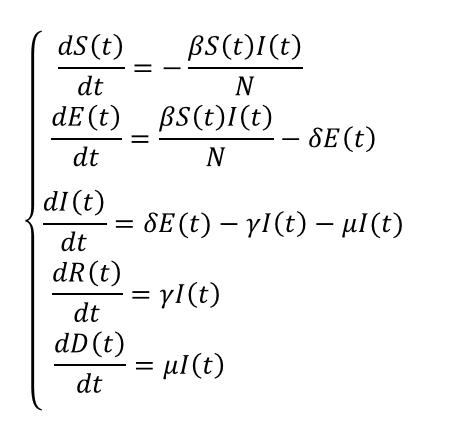 dS(t)/dt = − βS(t)I(t)/N
dE(t)/dt = βS(t)I(t)/N − δE(t)
dI(t)/dt = δE(t) − γI(t) − μI(t)
dR(t)/dt = γI(t)
dD(t)/dt = μI(t)